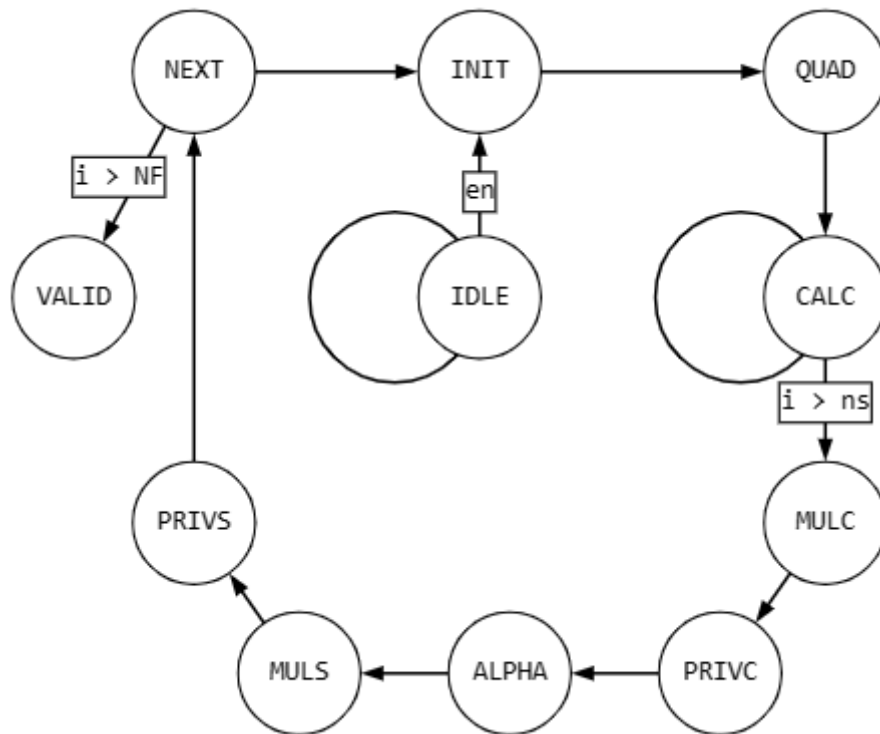 NEXT
INIT
QUAD
i > NF
en
VALID
IDLE
CALC
i > ns
PRIVS
MULC
MULS
ALPHA
PRIVC